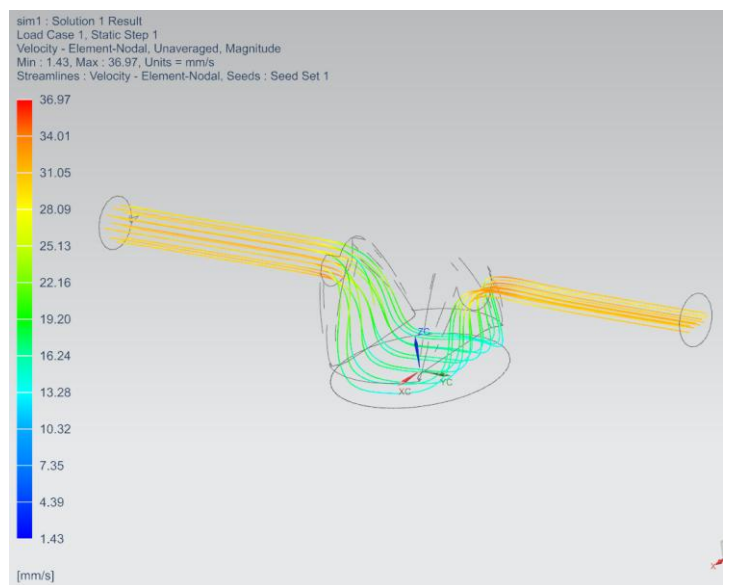 sim1 : Solution 1 Result
Load Case 1, Static Step 1
Velocity - Element-Nodal, Unaveraged, Magnitude
Min : 1.43, Max : 36.97, Units = mm/s
Streamlines : Velocity - Element-Nodal, Seeds : Seed Set 1
36.97
34.01
31.05
28.09
25.13
22.16
19.20
16.24
13.28
10.32
7.35
4.39
1.43
[mm/s]
ZC
XC
YC
X